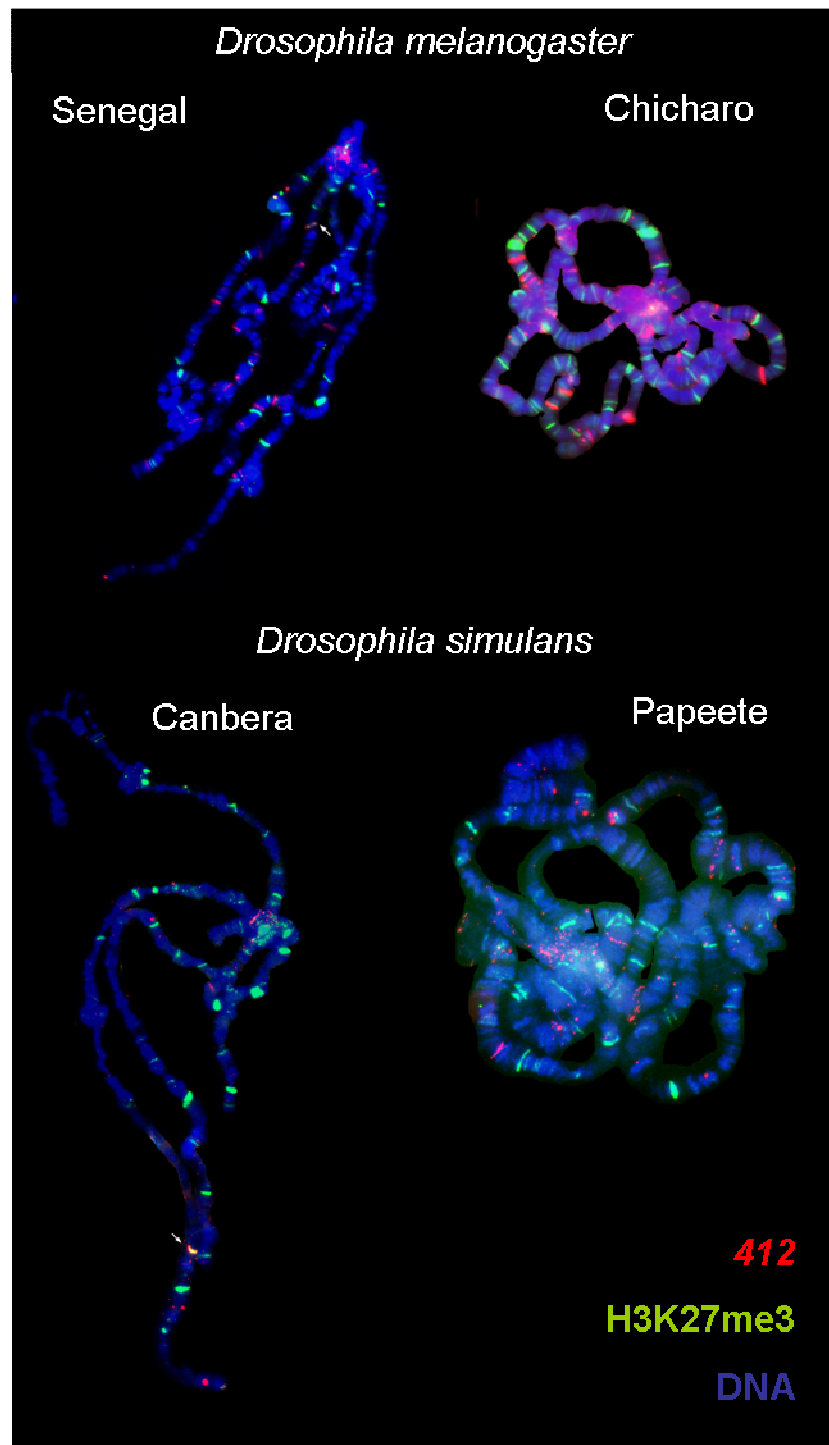 Drosophila melanogaster
Senegal
Chicharo
Drosophila simulans
Canbera
Papeete
412
H3K27me3
DNA